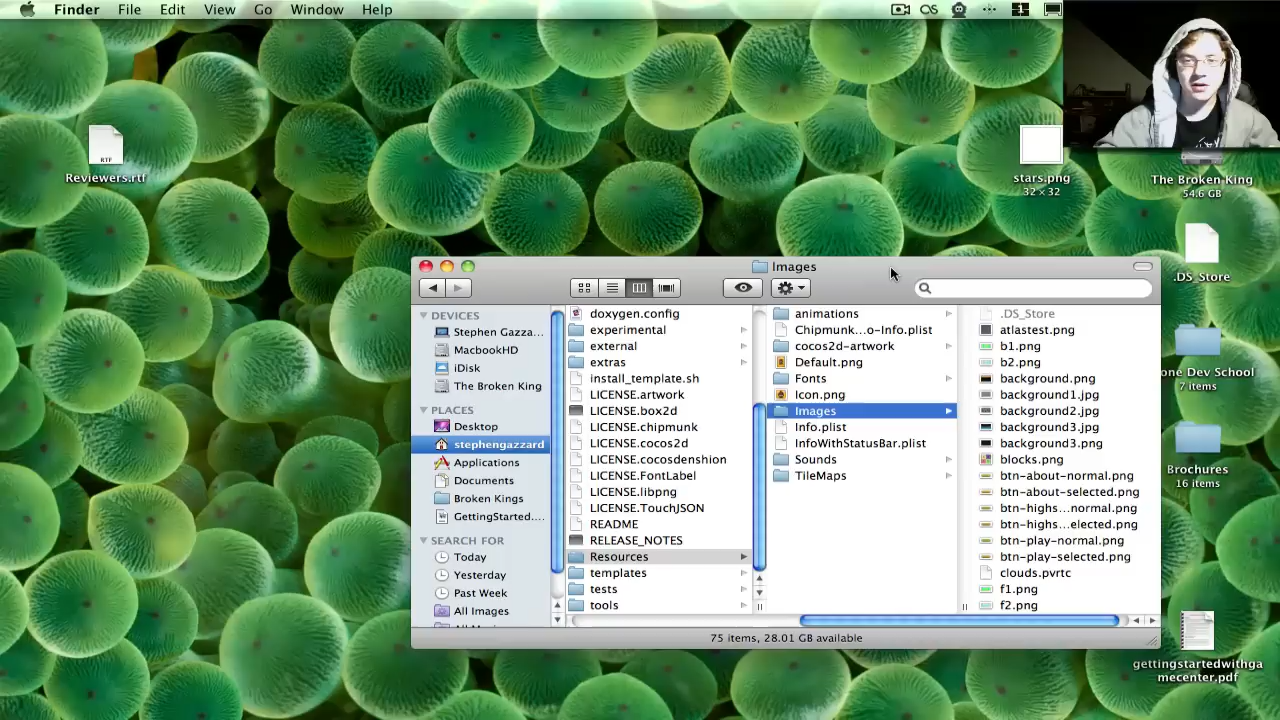 Finder File Edit View Go Window Help
Reviewers.rtf
RTF
stars.png
32×32
The Broken King
54.6 GB
.DS_Store
one Dev School
7 items
Brochures
16 items
gettingstartedwithga
mecenter.pdf
Images
DEVICES
Stephen Gazza...
MacbookHD
iDisk
The Broken King
PLACES
Desktop
stephengazzard
Applications
Documents
Broken Kings
GettingStarted....
SEARCH FOR
Today
Yesterday
Past Week
All Images
doxygen.config
experimental
external
extras
install_template.sh
LICENSE.artwork
LICENSE.box2d
LICENSE.chipmunk
LICENSE.cocos2d
LICENSE.cocosdenshion
LICENSE.FontLabel
LICENSE.libpng
LICENSE.TouchJSON
README
RELEASE_NOTES
Resources
templates
tests
tools
animations
Chipmunk...o-Info.plist
cocos2d-artwork
Default.png
Fonts
Icon.png
Images
Info.plist
InfoWithStatusBar.plist
Sounds
TileMaps
.DS_Store
atlastest.png
b1.png
b2.png
background.png
background1.jpg
background2.jpg
background3.jpg
background3.png
blocks.png
btn-about-normal.png
btn-about-selected.png
btn-highs...normal.png
btn-highs...elected.png
btn-play-normal.png
btn-play-selected.png
clouds.pvrtc
f1.png
f2.png
75 items, 28.01 GB available